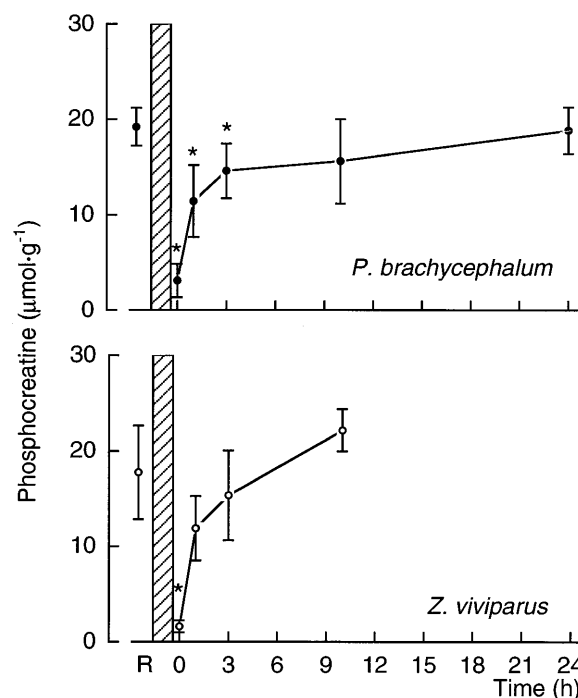 Phosphocreatine (μmol·g⁻¹)
30
20
10
0
*
*
*
P. brachycephalum
30
20
10
0
*
Z. viviparus
R 0 3 6 9 12 15 18 21 24
Time (h)